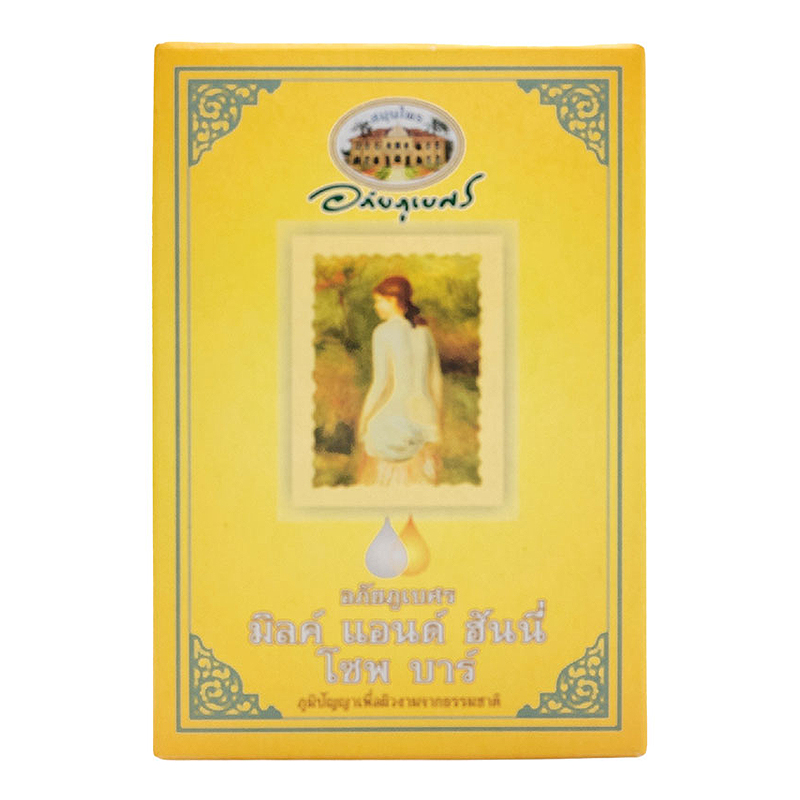 สมุนไพร
อภัยภูเบศร
อภัยภูเบศร
มิลค์ แอนด์ ฮันนี่
โซพ บาร์
ภูมิปัญญาเพื่อผิวงามจากธรรมชาติ